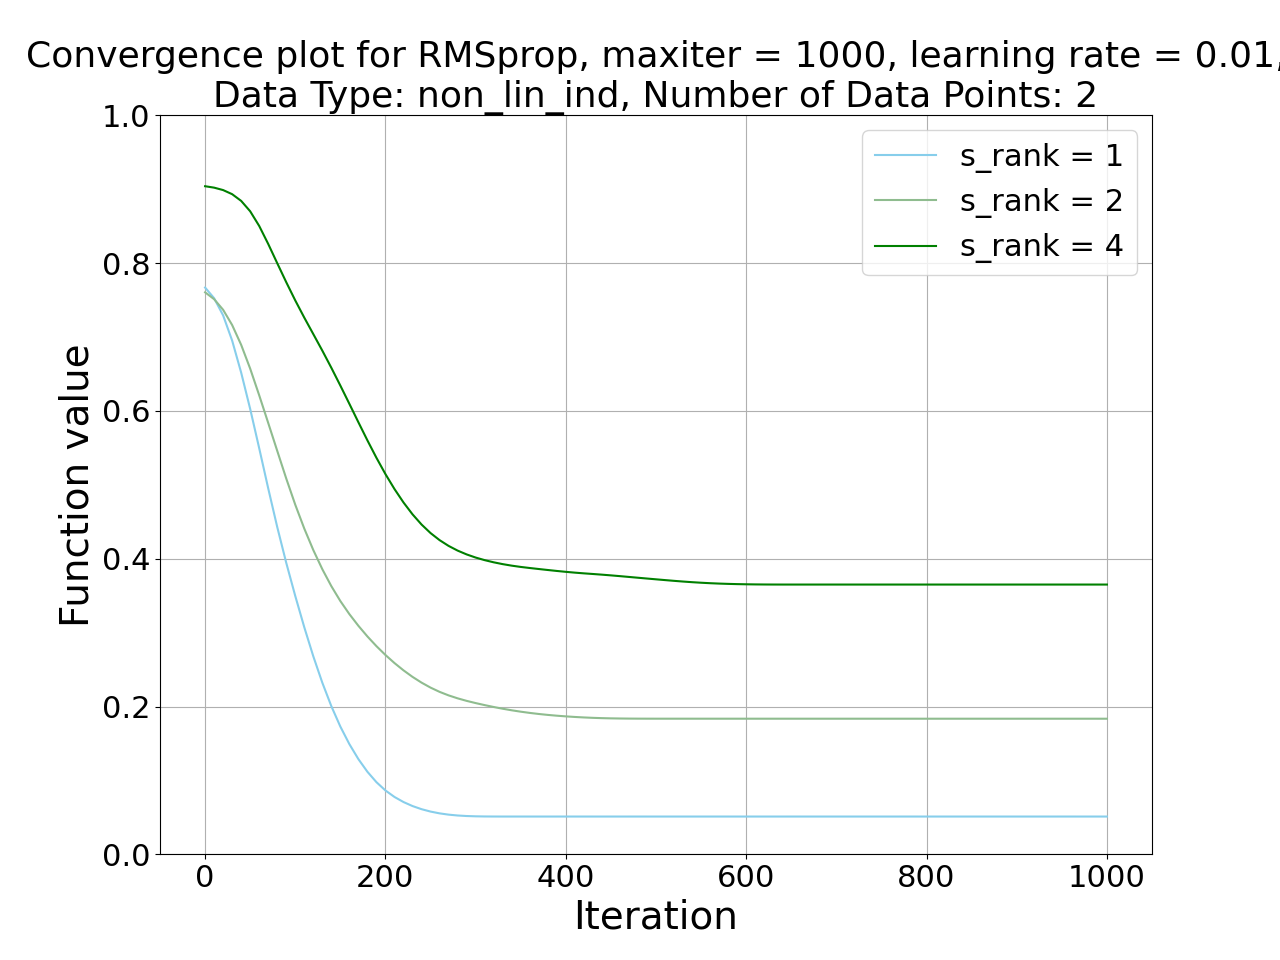 Convergence plot for RMSprop, maxiter = 1000, learning rate = 0.01,
Data Type: non_lin_ind, Number of Data Points: 2
1.0
0.8
0.6
0.4
0.2
0.0
Function value
s_rank = 1
s_rank = 2
s_rank = 4
0 200 400 600 800 1000
Iteration